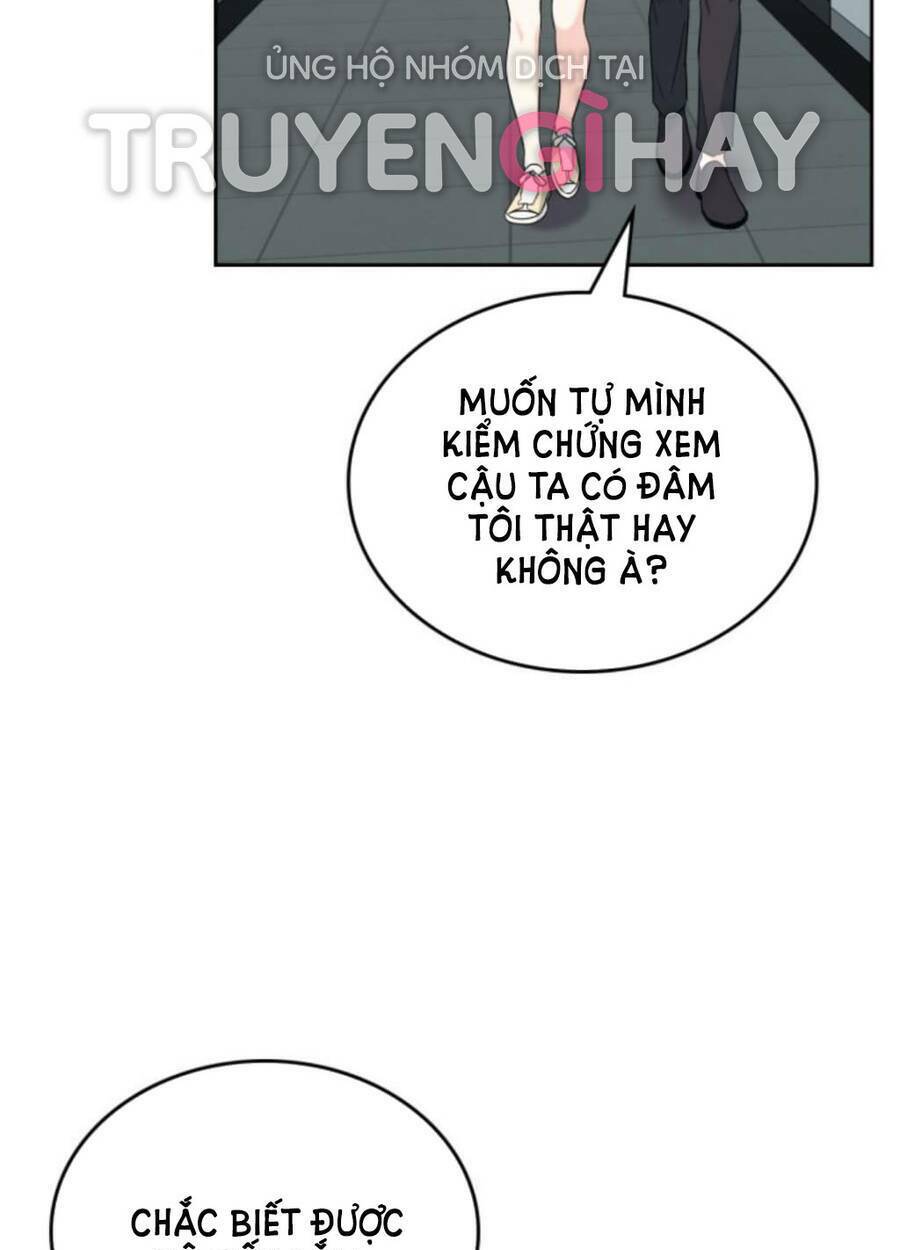 ỦNG HỘ NHÓM DỊCH TẠI
TRUYENGÌHAY
MUỐN TỰ MÌNH
KIỂM CHỨNG XEM
CẬU TA CÓ ĐÂM
TÔI THẬT HAY
KHÔNG À?
CHẮC BIẾT ĐƯỢC